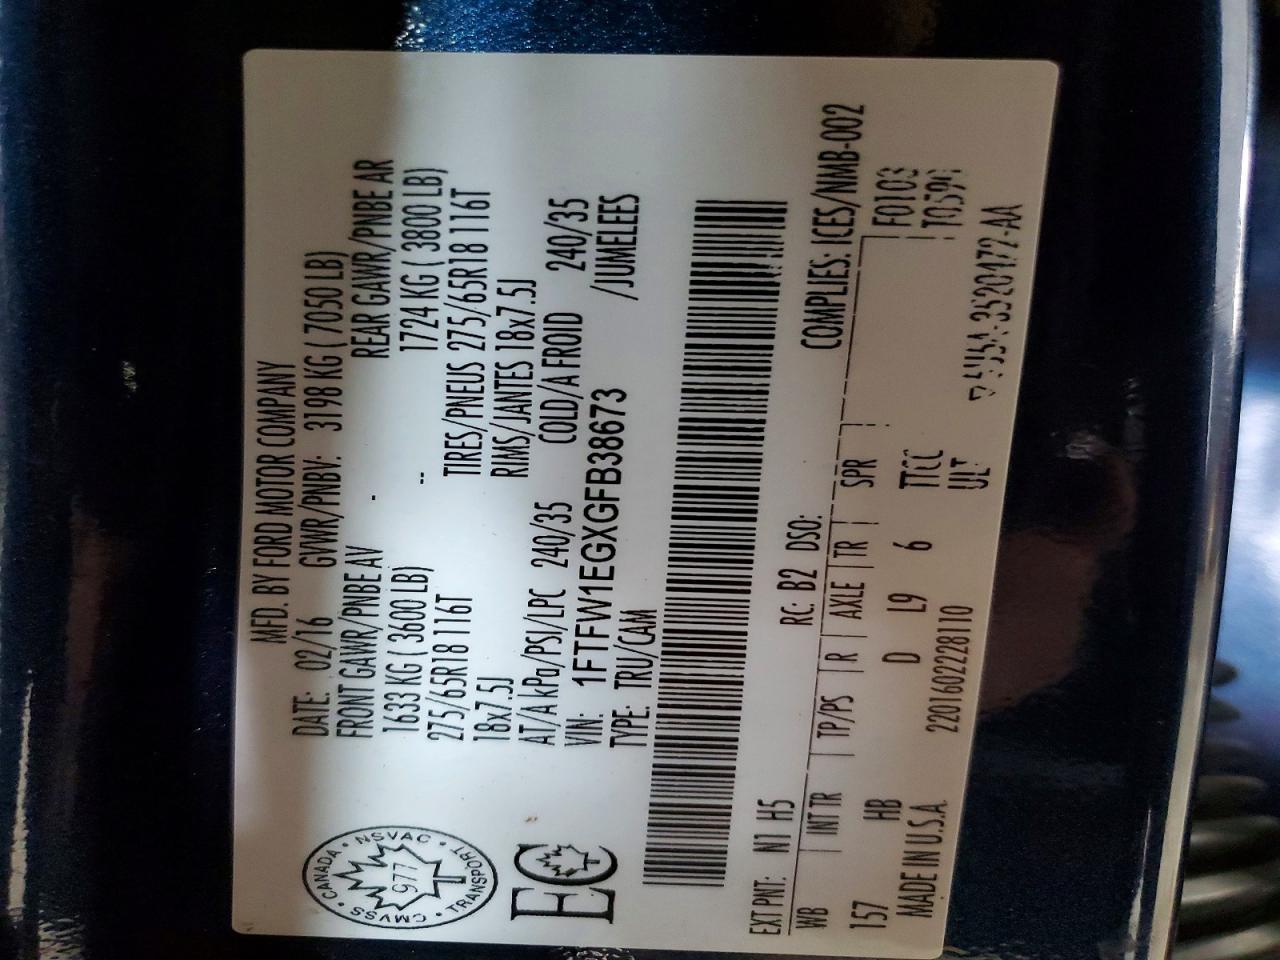 MFD. BY FORD MOTOR COMPANY
DATE: 02/16 GVWR/PNBV: 3198 KG ( 7050 LB)
FRONT GAWR/PNBE AV - REAR GAWR/PNBE AR
1633 KG ( 3600 LB) -- 1724 KG ( 3800 LB)
275/65R18 116T TIRES/PNEUS 275/65R18 116T
18x7.5J RIMS/JANTES 18x7.5J
AT/A kPa/PSI/LPC 240/35 COLD/A FROID 240/35
VIN: 1FTFW1EGXGFB38673 /JUMELEES
TYPE: TRU/CAM
CANADA • NSVAC • TRANSPORT • CMVSS •
977
EC
EXT PNT: N1 H5 RC: B2 DSO: COMPLIES: ICES/NMB-002
WB | INT TR | TP/PS | R | AXLE | TR | SPR F0103
157 HB D L9 6 TTCC
MADE IN U.S.A. 2201602228110 ULT